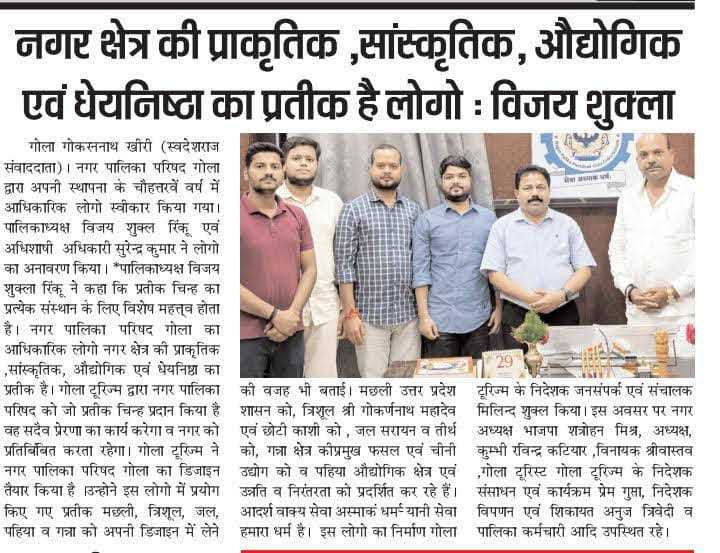 नगर क्षेत्र की प्राकृतिक ,सांस्कृतिक, औद्योगिक
एवं धेयनिष्ठा का प्रतीक है लोगो : विजय शुक्ला
गोला गोकरननाथ खीरी (स्वदेशराज
संवाददाता)। नगर पालिका परिषद गोला
द्वारा अपनी स्थापना के चौहत्तरवें वर्ष में
आधिकारिक लोगो स्वीकार किया गया।
पालिकाध्यक्ष विजय शुक्ल रिंकू एवं
अधिशाषी अधिकारी सुरेन्द्र कुमार ने लोगो
का अनावरण किया। *पालिकाध्यक्ष विजय
शुक्ला रिंकू ने कहा कि प्रतीक चिन्ह का
प्रत्येक संस्थान के लिए विशेष महत्त्व होता
है। नगर पालिका परिषद गोला का
आधिकारिक लोगो नगर क्षेत्र की प्राकृतिक
,सांस्कृतिक, औद्योगिक एवं धेयनिष्ठा का
प्रतीक है। गोला टूरिज्म द्वारा नगर पालिका
परिषद को जो प्रतीक चिन्ह प्रदान किया है
वह सदैव प्रेरणा का कार्य करेगा व नगर को
प्रतिबिंबित करता रहेगा। गोला टूरिज्म ने
नगर पालिका परिषद गोला का डिजाइन
तैयार किया है ।उन्होने इस लोगो में प्रयोग
किए गए प्रतीक मछली, त्रिशूल, जल,
पहिया व गन्ना को अपनी डिजाइन में लेने
सेवा अस्माक धर्मः
29
की वजह भी बताई। मछली उत्तर प्रदेश
शासन को, त्रिशूल श्री गोकर्णनाथ महादेव
एवं छोटी काशी को , जल सरायन व तीर्थ
को, गन्ना क्षेत्र कीप्रमुख फसल एवं चीनी
उद्योग को व पहिया औद्योगिक क्षेत्र एवं
उन्नति व निरंतरता को प्रदर्शित कर रहे हैं।
आदर्श वाक्य सेवा अस्माकं धर्म यानी सेवा
हमारा धर्म है। इस लोगो का निर्माण गोला
टूरिज्म के निदेशक जनसंपर्क एवं संचालक
मिलिन्द शुक्ल किया। इस अवसर पर नगर
अध्यक्ष भाजपा शत्रोहन मिश्र, अध्यक्ष,
कुम्भी रविन्द्र कटियार ,विनायक श्रीवास्तव
,गोला टूरिस्ट गोला टूरिज्म के निदेशक
संसाधन एवं कार्यक्रम प्रेम गुप्ता, निदेशक
विपणन एवं शिकायत अनुज त्रिवेदी व
पालिका कर्मचारी आदि उपस्थित रहे।